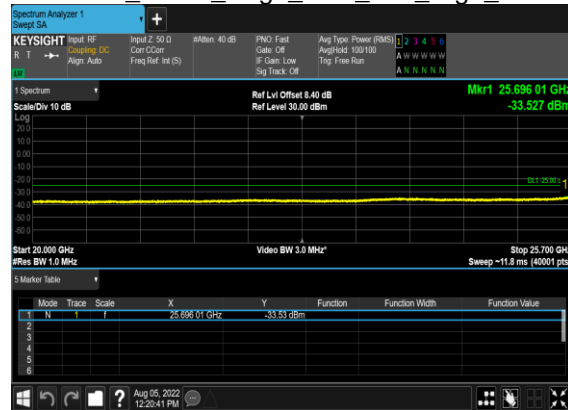 Spectrum Analyzer 1
Swept SA
KEYSIGHT
R T
Input: RF
Coupling: DC
Align: Auto
Input Z: 50 Ω
Corr CCorr
Freq Ref: Int (S)
#Atten: 40 dB
PNO: Fast
Gate: Off
IF Gain: Low
Sig Track: Off
Avg Type: Power (RMS)
Avg|Hold: 100/100
Trig: Free Run
1 2 3 4 5 6
A W W W W W
A N N N N N
1 Spectrum
Scale/Div 10 dB
Ref Lvl Offset 8.40 dB
Ref Level 30.00 dBm
Mkr1 25.696 01 GHz
-33.527 dBm
Log
20.0
10.0
0.00
-10.0
-20.0
-30.0
-40.0
-50.0
-60.0
1
Start 20.000 GHz
#Res BW 1.0 MHz
Video BW 3.0 MHz*
Stop 25.700 GHz
Sweep ~11.8 ms (40001 pts)
5 Marker Table
Mode Trace Scale X Y Function Function Width Function Value
1 N 1 f 25.696 01 GHz -33.53 dBm
2
3
4
5
6
? Aug 05, 2022
12:20:41 PM